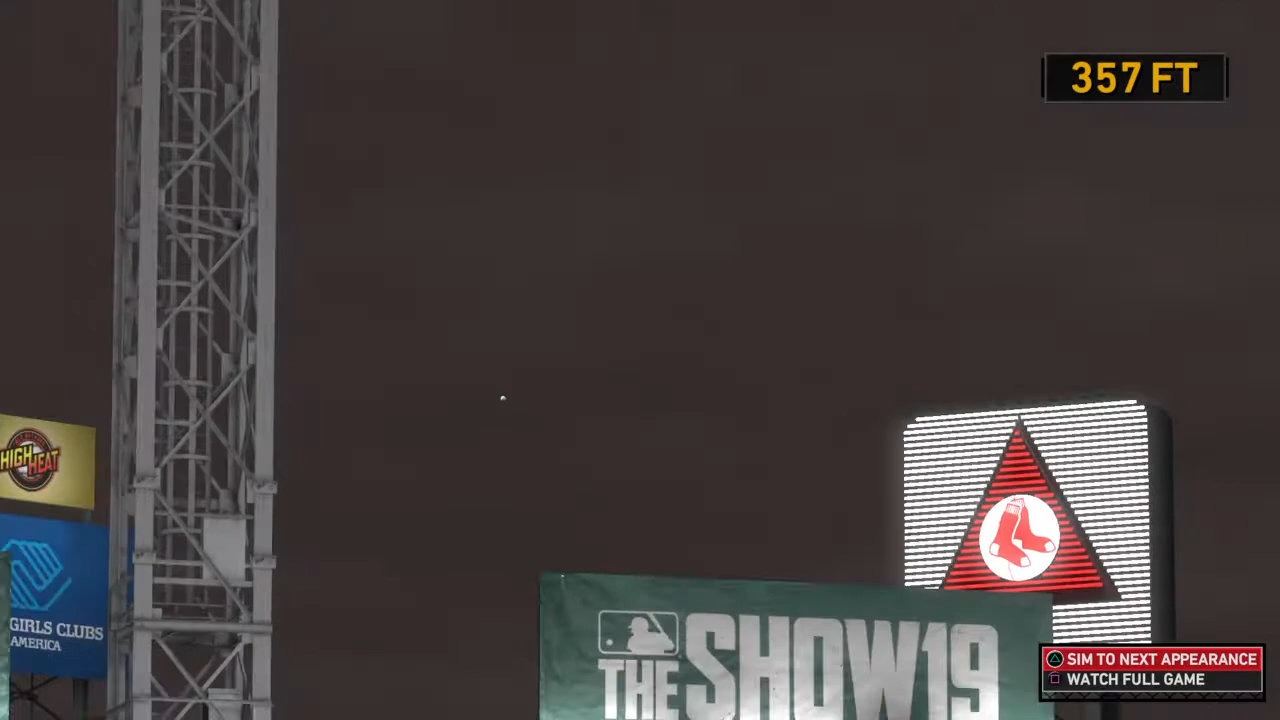 357 FT
HIGH HEAT
GIRLS CLUBS
AMERICA
THE SHOW19
SIM TO NEXT APPEARANCE
WATCH FULL GAME